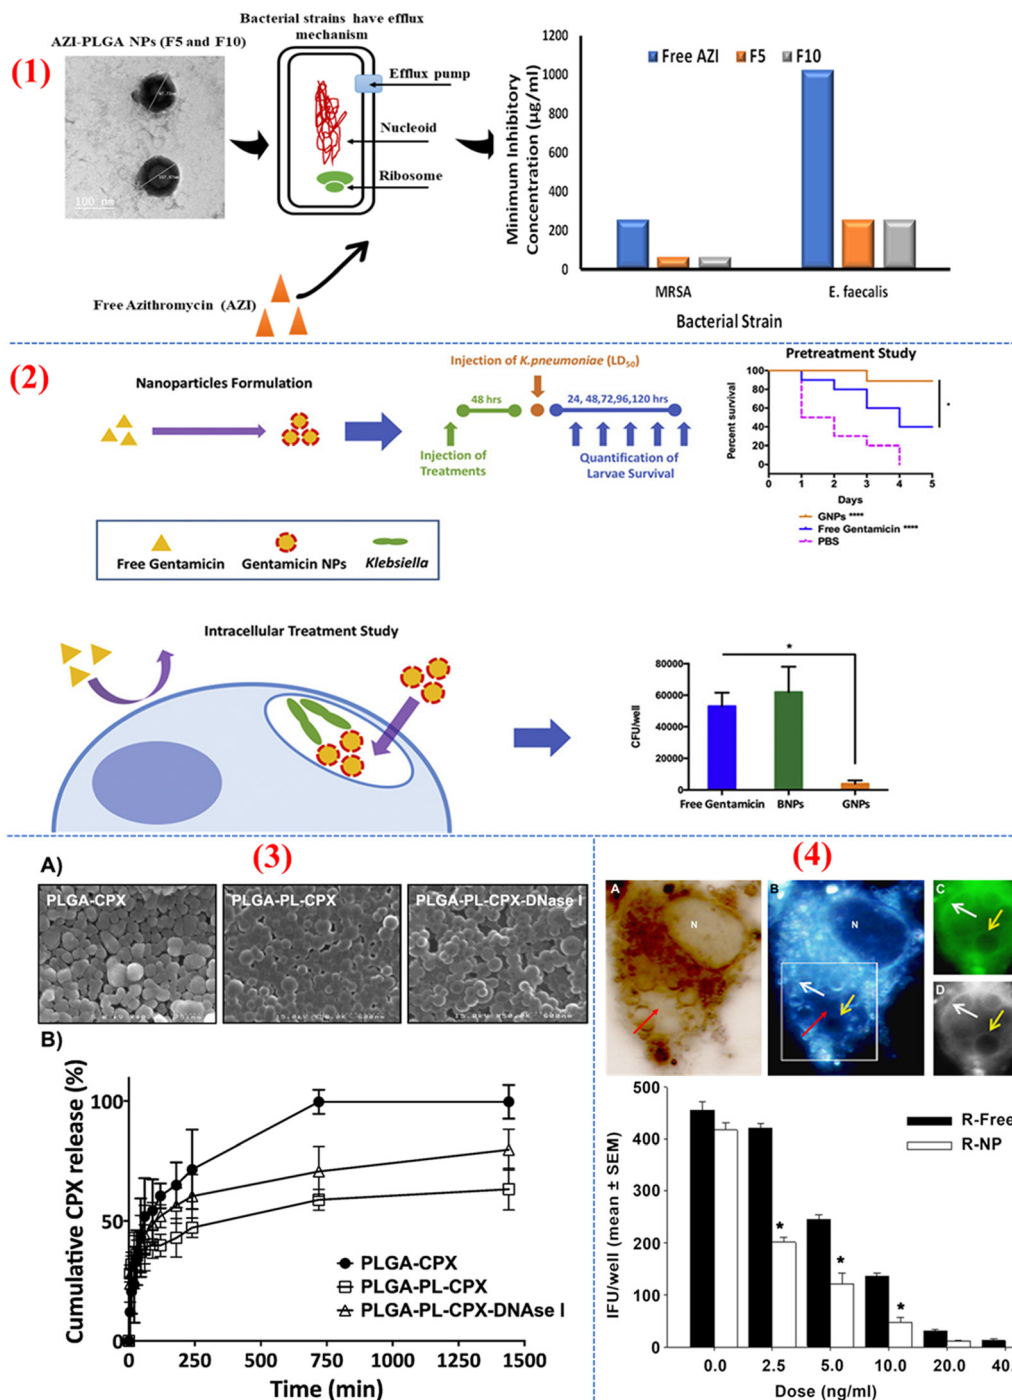 (1)
AZI-PLGA NPs (F5 and F10)
100 nm
Bacterial strains have efflux
mechanism
Efflux pump
Nucleoid
Ribosome
Free Azithromycin (AZI)
Minimum Inhibitory
Concentration (µg/ml)
1200
1000
800
600
400
200
0
Free AZI
F5
F10
MRSA
E. faecalis
Bacterial Strain
(2)
Nanoparticles Formulation
Injection of K.pneumoniae (LD50)
48 hrs
24, 48,72,96,120 hrs
Injection of
Treatments
Quantification of
Larvae Survival
Pretreatment Study
Percent survival
100
80
60
40
20
0
0 1 2 3 4 5
Days
*
GNPs ****
Free Gentamicin ****
PBS
Free Gentamicin
Gentamicin NPs
Klebsiella
Intracellular Treatment Study
CFU/well
80000
60000
40000
20000
0
*
Free Gentamicin
BNPs
GNPs
(3)
A)
PLGA-CPX
PLGA-PL-CPX
PLGA-PL-CPX-DNase I
B)
Cumulative CPX release (%)
100
50
0
0 250 500 750 1000 1250 1500
Time (min)
PLGA-CPX
PLGA-PL-CPX
PLGA-PL-CPX-DNAse I
(4)
A
N
B
N
C
D
IFU/well (mean ± SEM)
500
400
300
200
100
0
R-Free
R-NP
*
*
*
0.0 2.5 5.0 10.0 20.0 40.
Dose (ng/ml)